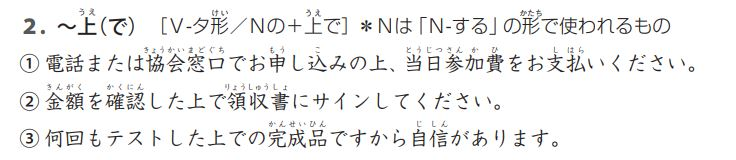 2. ～上(で) ［V-タ形／Nの＋上で］＊Nは「N-する」の形で使われるもの
① 電話または協会窓口でお申し込みの上、当日参加費をお支払いください。
② 金額を確認した上で領収書にサインしてください。
③ 何回もテストした上での完成品ですから自信があります。